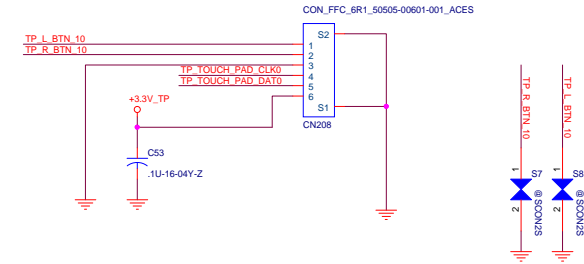 CON_FFC_6R1_50505-00601-001_ACES
S2
TP_L_BTN_10
1
TP_R_BTN_10
2
3
TP_TOUCH_PAD_CLK0
4
TP_TOUCH_PAD_DAT0
5
6
S1
CN208
+3.3V_TP
C53
.1U-16-04Y-Z
TP_R_BTN_10
1
S7
2
@ SCON2S
TP_L_BTN_10
1
S8
2
@ SCON2S